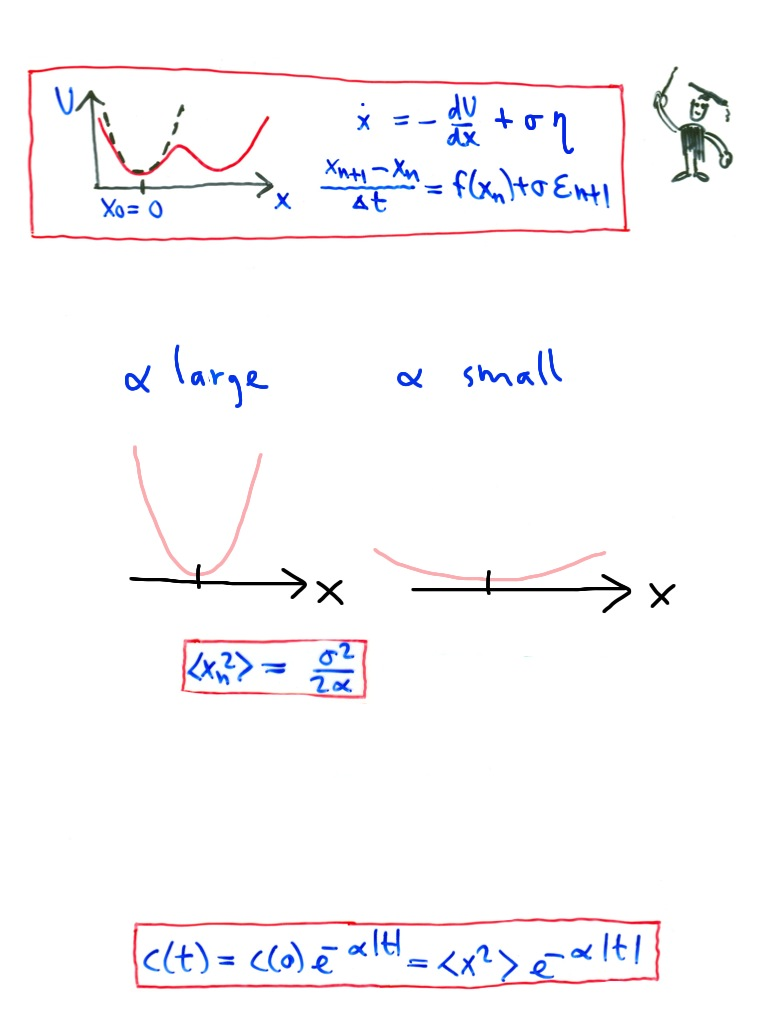 U
ẋ = - dU/dx + σ η
(xₙ₊₁ - xₙ)/Δt = f(xₙ) + σ εₙ₊₁
x₀ = 0
x
α large α small
x x
⟨xₙ²⟩ = σ²/2α
C(t) = C(0) e^-α|t| = ⟨x²⟩ e^-α|t|